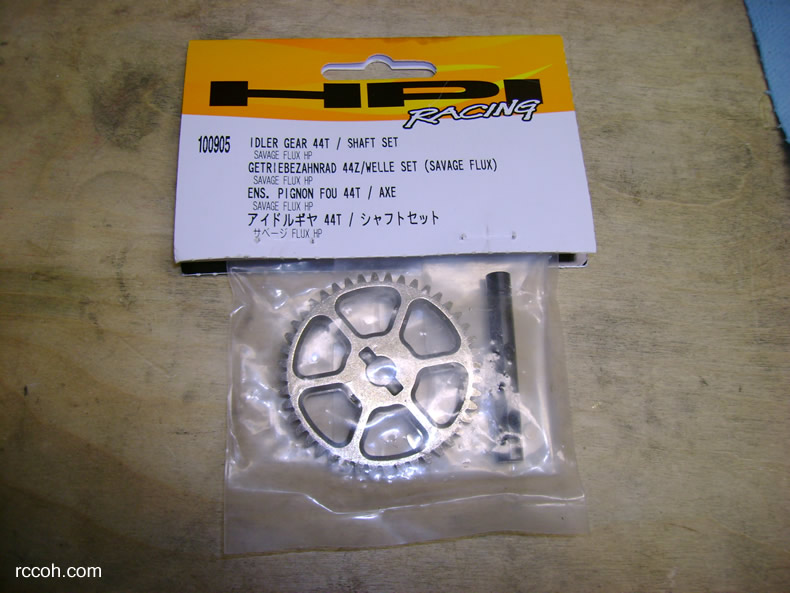 HPI
RACING
100905 IDLER GEAR 44T / SHAFT SET
SAVAGE FLUX HP
GETRIEBEZAHNRAD 44Z/WELLE SET (SAVAGE FLUX)
SAVAGE FLUX HP
ENS. PIGNON FOU 44T / AXE
SAVAGE FLUX HP
アイドルギヤ 44T / シャフトセット
サベージ FLUX HP
rccoh.com